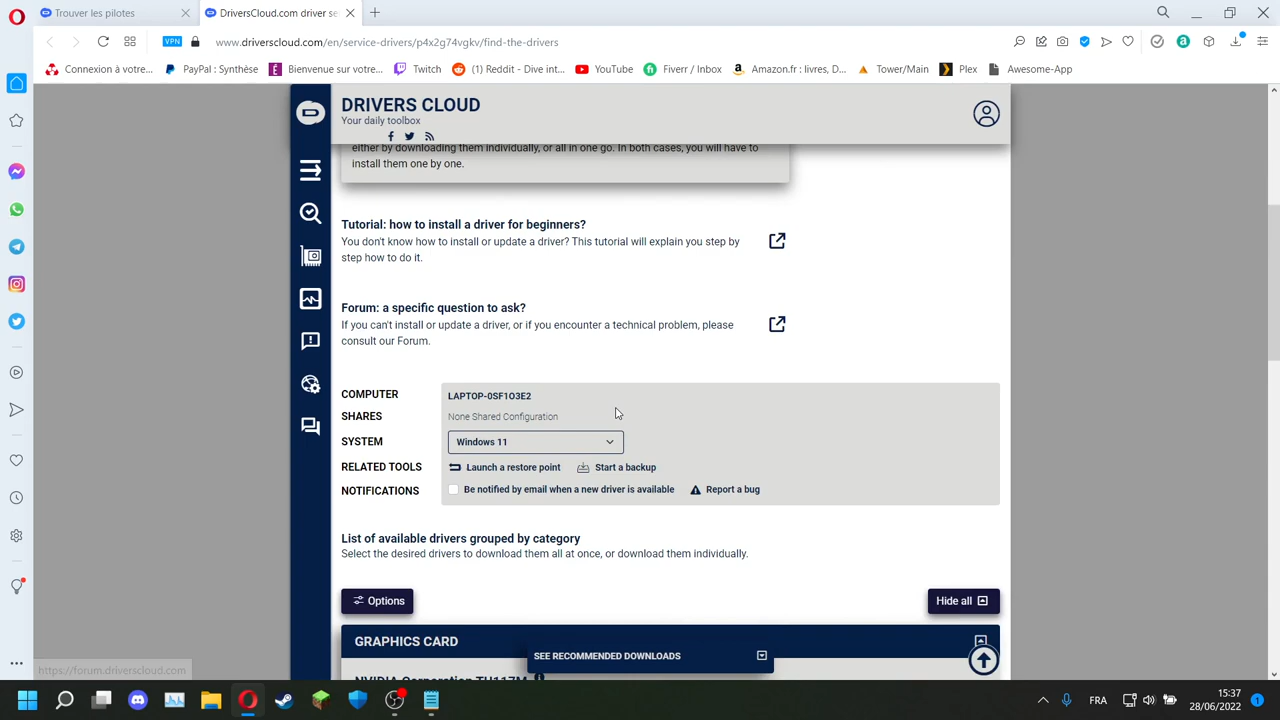 Trouver les pilotes
DriversCloud.com driver se
VPN
www.driverscloud.com/en/service-drivers/p4x2g74vgkv/find-the-drivers
Connexion à votre...
PayPal : Synthèse
Bienvenue sur votre...
Twitch
(1) Reddit - Dive int...
YouTube
Fiverr / Inbox
Amazon.fr : livres, D...
Tower/Main
Plex
Awesome-App
DRIVERS CLOUD
Your daily toolbox
either by downloading them individually, or all in one go. In both cases, you will have to
install them one by one.
Tutorial: how to install a driver for beginners?
You don't know how to install or update a driver? This tutorial will explain you step by
step how to do it.
Forum: a specific question to ask?
If you can't install or update a driver, or if you encounter a technical problem, please
consult our Forum.
COMPUTER
LAPTOP-0SF1O3E2
SHARES
None Shared Configuration
SYSTEM
Windows 11
RELATED TOOLS
Launch a restore point
Start a backup
NOTIFICATIONS
Be notified by email when a new driver is available
Report a bug
List of available drivers grouped by category
Select the desired drivers to download them all at once, or download them individually.
Options
Hide all
GRAPHICS CARD
SEE RECOMMENDED DOWNLOADS
NVIDIA Corporation TU117M
https://forum.driverscloud.com
FRA
15:37
28/06/2022
1